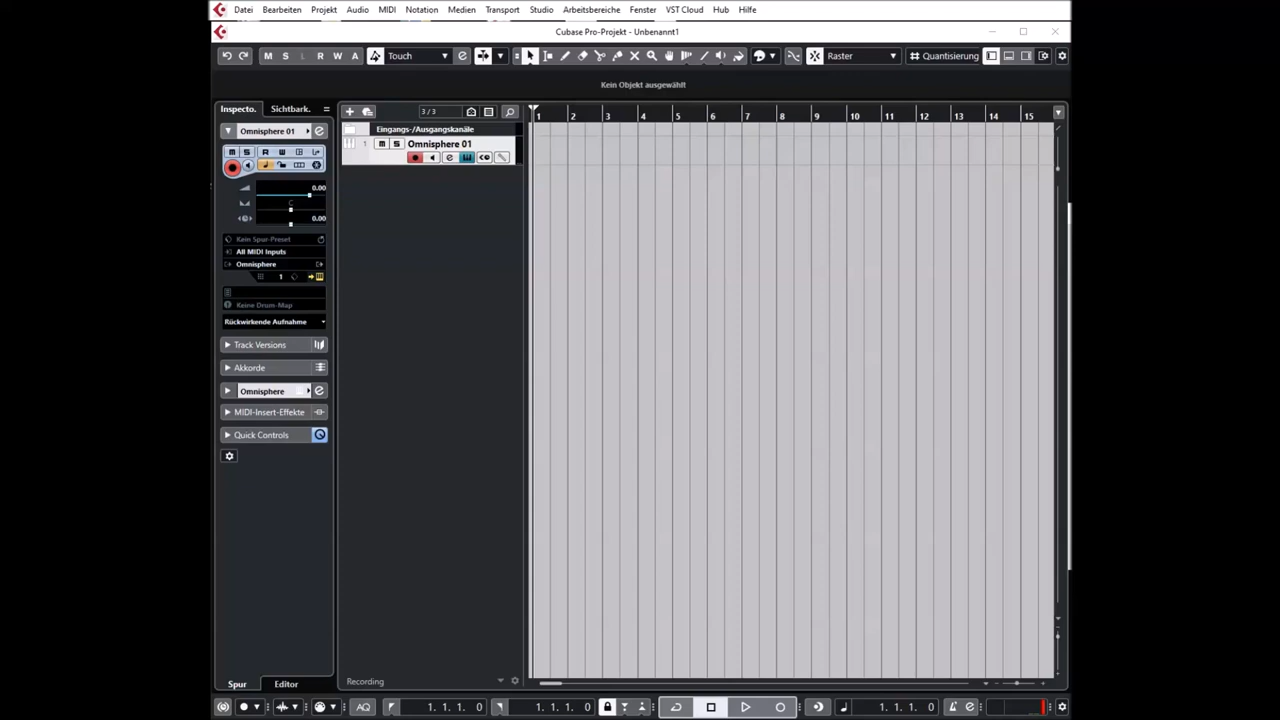 Datei Bearbeiten Projekt Audio MIDI Notation Medien Transport Studio Arbeitsbereiche Fenster VST Cloud Hub Hilfe
Cubase Pro-Projekt - Unbenannt1
M S L R W A Touch Raster Quantisierung
Kein Objekt ausgewählt
Inspecto. Sichtbark. 3 / 3 1 2 3 4 5 6 7 8 9 10 11 12 13 14 15
Omnisphere 01
Eingangs-/Ausgangskanäle
1 m S Omnisphere 01
m S R W
0.00
C
0.00
Kein Spur-Preset
All MIDI Inputs
Omnisphere
1
Keine Drum-Map
Rückwirkende Aufnahme
Track Versions
Akkorde
Omnisphere
MIDI-Insert-Effekte
Quick Controls
Recording
Spur Editor
AQ 1. 1. 1. 0 1. 1. 1. 0 1. 1. 1. 0